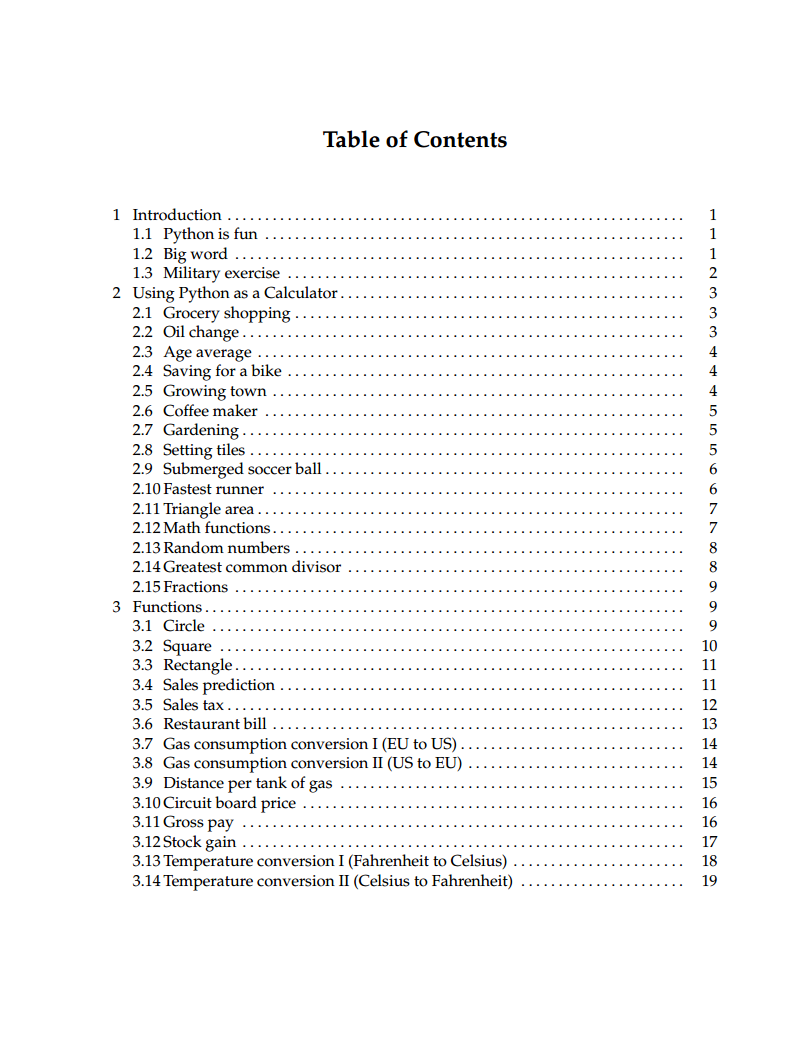 Table of Contents
1 Introduction . . . . . . . . . . . . . . . . . . . . . . . . . . . . . . . . . . . . . . . . . . . . . . . . . . . . . . . . . . . . . 1
1.1 Python is fun . . . . . . . . . . . . . . . . . . . . . . . . . . . . . . . . . . . . . . . . . . . . . . . . . . . . . . . . 1
1.2 Big word . . . . . . . . . . . . . . . . . . . . . . . . . . . . . . . . . . . . . . . . . . . . . . . . . . . . . . . . . . . . 1
1.3 Military exercise . . . . . . . . . . . . . . . . . . . . . . . . . . . . . . . . . . . . . . . . . . . . . . . . . . . . . 2
2 Using Python as a Calculator . . . . . . . . . . . . . . . . . . . . . . . . . . . . . . . . . . . . . . . . . . . . . . 3
2.1 Grocery shopping . . . . . . . . . . . . . . . . . . . . . . . . . . . . . . . . . . . . . . . . . . . . . . . . . . . . 3
2.2 Oil change . . . . . . . . . . . . . . . . . . . . . . . . . . . . . . . . . . . . . . . . . . . . . . . . . . . . . . . . . . . 3
2.3 Age average . . . . . . . . . . . . . . . . . . . . . . . . . . . . . . . . . . . . . . . . . . . . . . . . . . . . . . . . . 4
2.4 Saving for a bike . . . . . . . . . . . . . . . . . . . . . . . . . . . . . . . . . . . . . . . . . . . . . . . . . . . . . 4
2.5 Growing town . . . . . . . . . . . . . . . . . . . . . . . . . . . . . . . . . . . . . . . . . . . . . . . . . . . . . . . 4
2.6 Coffee maker . . . . . . . . . . . . . . . . . . . . . . . . . . . . . . . . . . . . . . . . . . . . . . . . . . . . . . . . 5
2.7 Gardening . . . . . . . . . . . . . . . . . . . . . . . . . . . . . . . . . . . . . . . . . . . . . . . . . . . . . . . . . . . 5
2.8 Setting tiles . . . . . . . . . . . . . . . . . . . . . . . . . . . . . . . . . . . . . . . . . . . . . . . . . . . . . . . . . . 5
2.9 Submerged soccer ball . . . . . . . . . . . . . . . . . . . . . . . . . . . . . . . . . . . . . . . . . . . . . . . . 6
2.10 Fastest runner . . . . . . . . . . . . . . . . . . . . . . . . . . . . . . . . . . . . . . . . . . . . . . . . . . . . . . . 6
2.11 Triangle area . . . . . . . . . . . . . . . . . . . . . . . . . . . . . . . . . . . . . . . . . . . . . . . . . . . . . . . . . 7
2.12 Math functions . . . . . . . . . . . . . . . . . . . . . . . . . . . . . . . . . . . . . . . . . . . . . . . . . . . . . . . 7
2.13 Random numbers . . . . . . . . . . . . . . . . . . . . . . . . . . . . . . . . . . . . . . . . . . . . . . . . . . . . 8
2.14 Greatest common divisor . . . . . . . . . . . . . . . . . . . . . . . . . . . . . . . . . . . . . . . . . . . . . 8
2.15 Fractions . . . . . . . . . . . . . . . . . . . . . . . . . . . . . . . . . . . . . . . . . . . . . . . . . . . . . . . . . . . . 9
3 Functions . . . . . . . . . . . . . . . . . . . . . . . . . . . . . . . . . . . . . . . . . . . . . . . . . . . . . . . . . . . . . . . . 9
3.1 Circle . . . . . . . . . . . . . . . . . . . . . . . . . . . . . . . . . . . . . . . . . . . . . . . . . . . . . . . . . . . . . . . 9
3.2 Square . . . . . . . . . . . . . . . . . . . . . . . . . . . . . . . . . . . . . . . . . . . . . . . . . . . . . . . . . . . . . . 10
3.3 Rectangle . . . . . . . . . . . . . . . . . . . . . . . . . . . . . . . . . . . . . . . . . . . . . . . . . . . . . . . . . . . . 11
3.4 Sales prediction . . . . . . . . . . . . . . . . . . . . . . . . . . . . . . . . . . . . . . . . . . . . . . . . . . . . . . 11
3.5 Sales tax . . . . . . . . . . . . . . . . . . . . . . . . . . . . . . . . . . . . . . . . . . . . . . . . . . . . . . . . . . . . . 12
3.6 Restaurant bill . . . . . . . . . . . . . . . . . . . . . . . . . . . . . . . . . . . . . . . . . . . . . . . . . . . . . . . 13
3.7 Gas consumption conversion I (EU to US) . . . . . . . . . . . . . . . . . . . . . . . . . . . . . . 14
3.8 Gas consumption conversion II (US to EU) . . . . . . . . . . . . . . . . . . . . . . . . . . . . . 14
3.9 Distance per tank of gas . . . . . . . . . . . . . . . . . . . . . . . . . . . . . . . . . . . . . . . . . . . . . . 15
3.10 Circuit board price . . . . . . . . . . . . . . . . . . . . . . . . . . . . . . . . . . . . . . . . . . . . . . . . . . . 16
3.11 Gross pay . . . . . . . . . . . . . . . . . . . . . . . . . . . . . . . . . . . . . . . . . . . . . . . . . . . . . . . . . . . 16
3.12 Stock gain . . . . . . . . . . . . . . . . . . . . . . . . . . . . . . . . . . . . . . . . . . . . . . . . . . . . . . . . . . . 17
3.13 Temperature conversion I (Fahrenheit to Celsius) . . . . . . . . . . . . . . . . . . . . . . . 18
3.14 Temperature conversion II (Celsius to Fahrenheit) . . . . . . . . . . . . . . . . . . . . . . 19